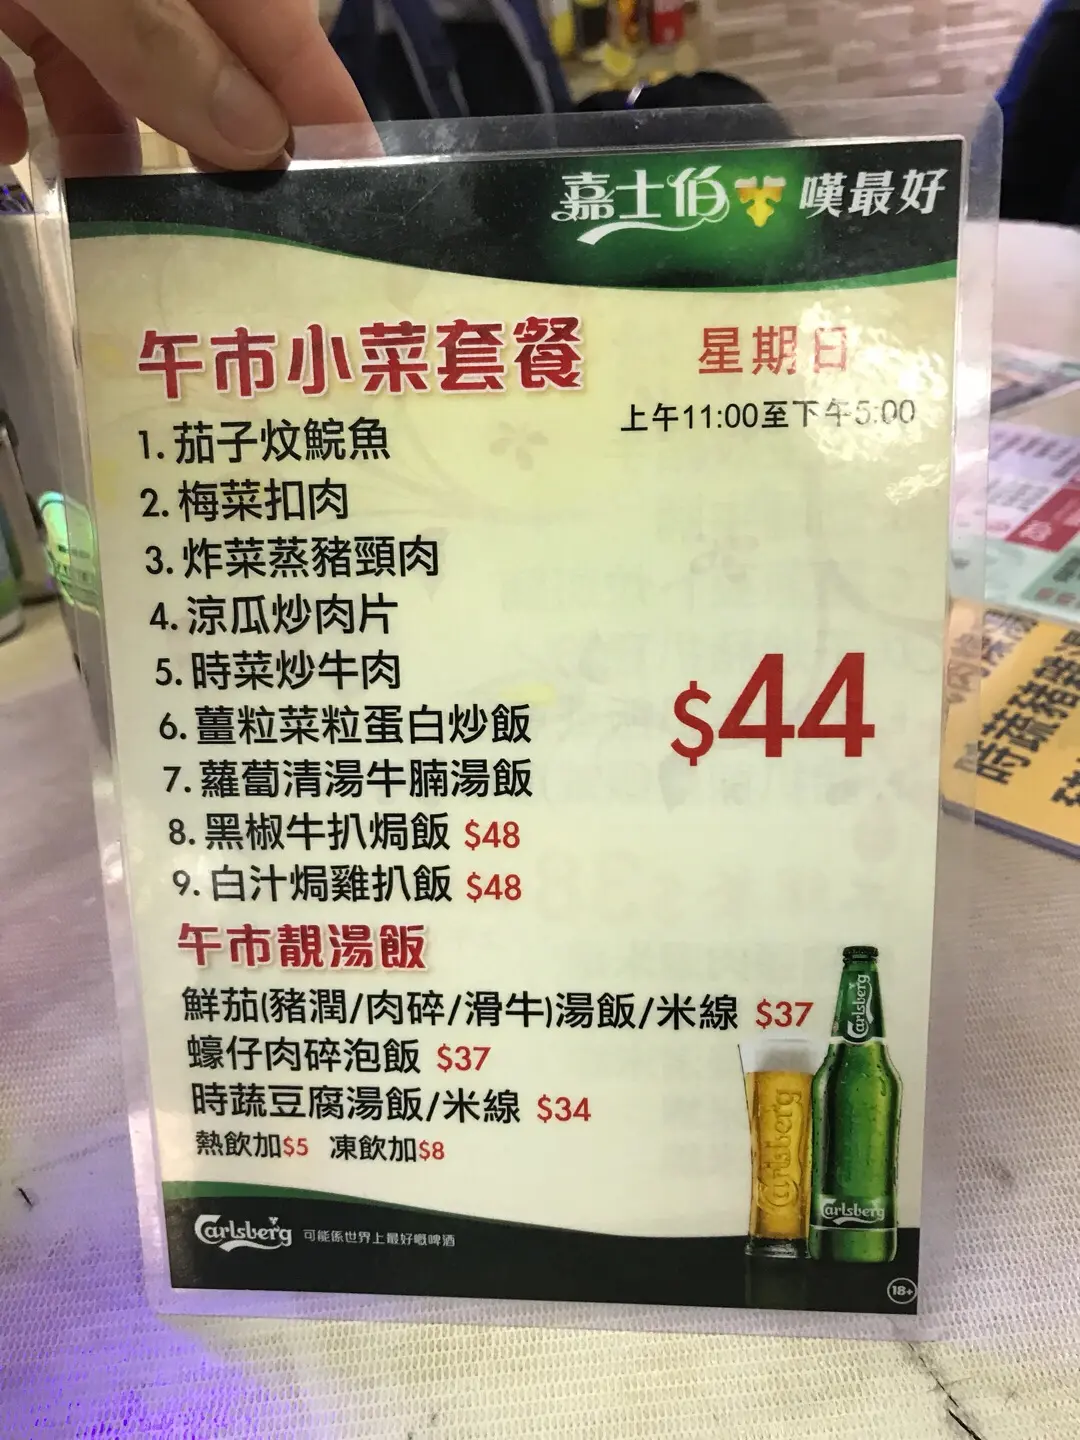 嘉士伯 嘆最好
午市小菜套餐 星期日
上午11:00至下午5:00
1. 茄子炆鯇魚
2. 梅菜扣肉
3. 炸菜蒸豬頸肉
4. 涼瓜炒肉片
5. 時菜炒牛肉
6. 薑粒菜粒蛋白炒飯
$44
7. 蘿蔔清湯牛腩湯飯
8. 黑椒牛扒焗飯 $48
9. 白汁焗雞扒飯 $48
午市靚湯飯
鮮茄(豬潤/肉碎/滑牛)湯飯/米線 $37
蠔仔肉碎泡飯 $37
時蔬豆腐湯飯/米線 $34
熱飲加$5 凍飲加$8
Carlsberg 可能係世界上最好嘅啤酒
Carlsberg
Carlsberg
Carlsberg
18+
時蔬豬